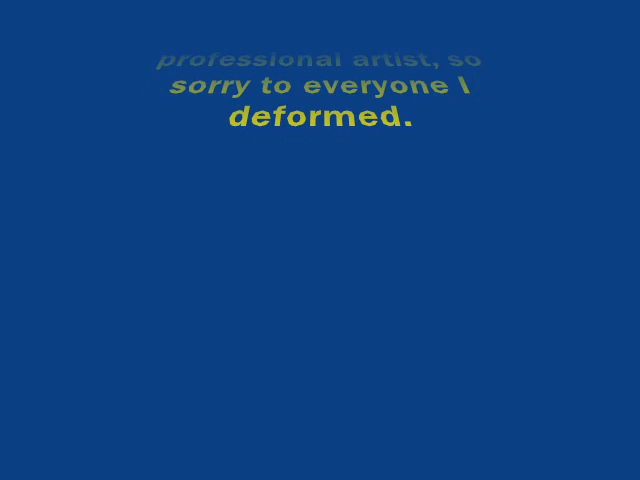 professional artist, so
sorry to everyone I
deformed.